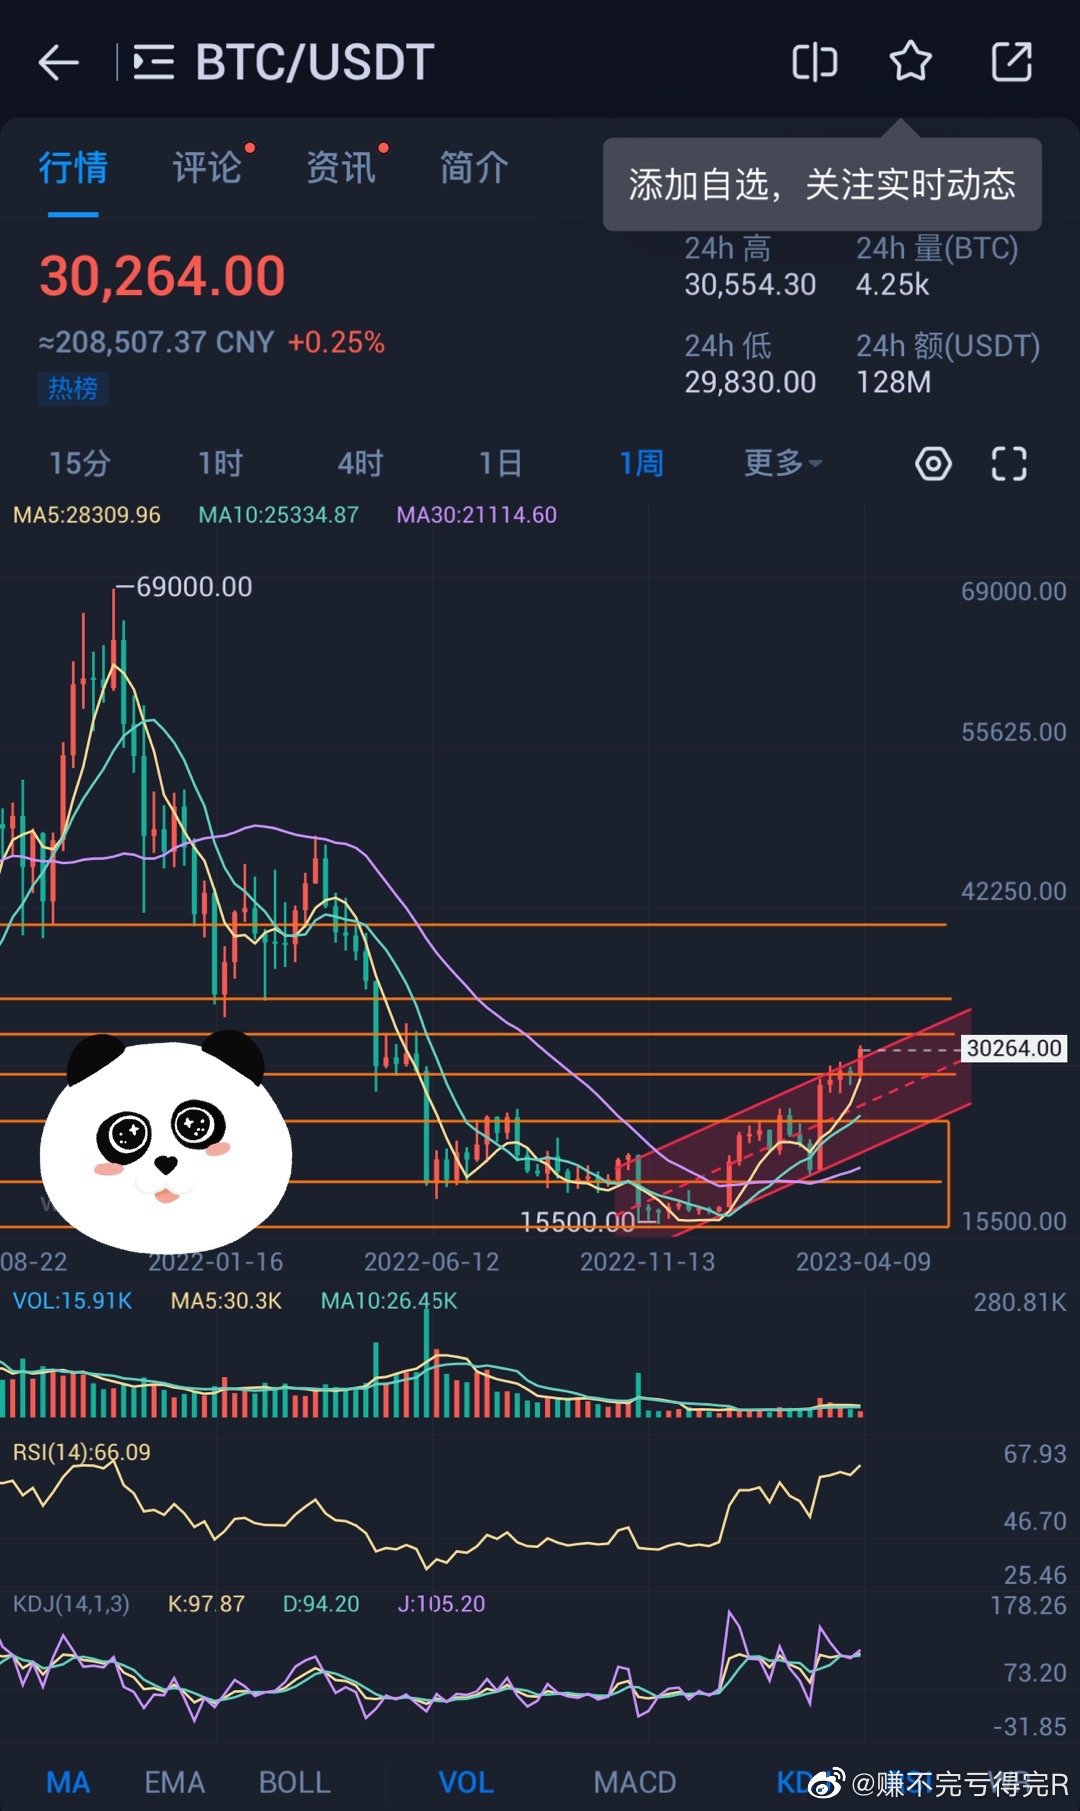 BTC/USDT
行情 评论 资讯 简介
添加自选，关注实时动态
30,264.00
≈208,507.37 CNY +0.25%
热榜
24h 高 24h 量(BTC)
30,554.30 4.25k
24h 低 24h 额(USDT)
29,830.00 128M
15分 1时 4时 1日 1周 更多
MA5:28309.96 MA10:25334.87 MA30:21114.60
69000.00
69000.00
55625.00
42250.00
30264.00
15500.00
15500.00
08-22 2022-01-16 2022-06-12 2022-11-13 2023-04-09
VOL:15.91K MA5:30.3K MA10:26.45K 280.81K
RSI(14):66.09 67.93
46.70
25.46
KDJ(14,1,3) K:97.87 D:94.20 J:105.20 178.26
73.20
-31.85
MA EMA BOLL VOL MACD
@赚不完亏得完R